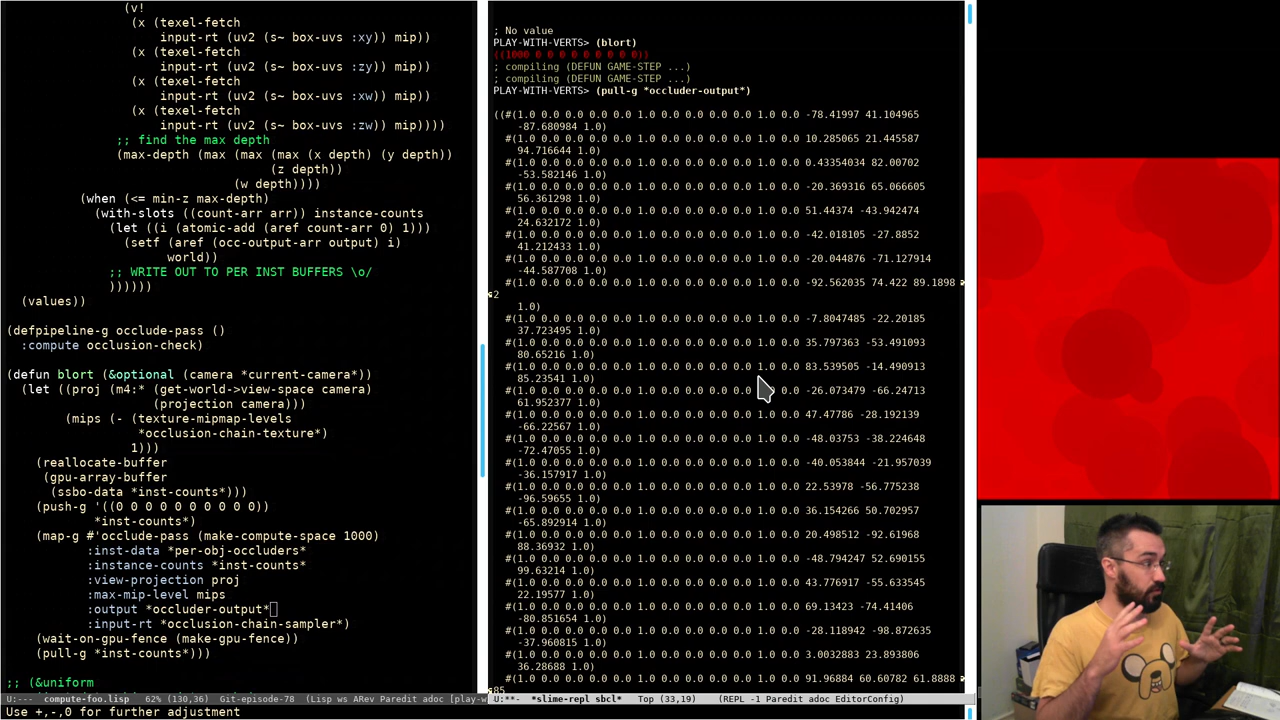 (v!
(x (texel-fetch
input-rt (uv2 (s~ box-uvs :xy)) mip))
(x (texel-fetch
input-rt (uv2 (s~ box-uvs :zy)) mip))
(x (texel-fetch
input-rt (uv2 (s~ box-uvs :xw)) mip))
(x (texel-fetch
input-rt (uv2 (s~ box-uvs :zw)) mip))))
;; find the max depth
(max-depth (max (max (max (x depth) (y depth))
(z depth))
(w depth))))
(when (<= min-z max-depth)
(with-slots ((count-arr arr)) instance-counts
(let ((i (atomic-add (aref count-arr 0) 1)))
(setf (aref (occ-output-arr output) i)
world))
;; WRITE OUT TO PER INST BUFFERS \o/
))))))
(values))
(defpipeline-g occlude-pass ()
:compute occlusion-check)
(defun blort (&optional (camera *current-camera*))
(let ((proj (m4:* (get-world->view-space camera)
(projection camera)))
(mips (- (texture-mipmap-levels
*occlusion-chain-texture*)
1)))
(reallocate-buffer
(gpu-array-buffer
(ssbo-data *inst-counts*)))
(push-g '((0 0 0 0 0 0 0 0 0 0))
*inst-counts*)
(map-g #'occlude-pass (make-compute-space 1000)
:inst-data *per-obj-occluders*
:instance-counts *inst-counts*
:view-projection proj
:max-mip-level mips
:output *occluder-output*
:input-rt *occlusion-chain-sampler*)
(wait-on-gpu-fence (make-gpu-fence))
(pull-g *inst-counts*)))
;; (&uniform
U:--- compute-foo.lisp 62% (130,36) Git-episode-78 (Lisp ws ARev Paredit adoc [play-w
Use +,-,0 for further adjustment
; No value
PLAY-WITH-VERTS> (blort)
((1000 0 0 0 0 0 0 0 0 0))
; compiling (DEFUN GAME-STEP ...)
; compiling (DEFUN GAME-STEP ...)
PLAY-WITH-VERTS> (pull-g *occluder-output*)
((#(1.0 0.0 0.0 0.0 0.0 1.0 0.0 0.0 0.0 0.0 1.0 0.0 -78.41997 41.104965
-87.680984 1.0)
#(1.0 0.0 0.0 0.0 0.0 1.0 0.0 0.0 0.0 0.0 1.0 0.0 10.285065 21.445587
94.716644 1.0)
#(1.0 0.0 0.0 0.0 0.0 1.0 0.0 0.0 0.0 0.0 1.0 0.0 0.43354034 82.00702
-53.582146 1.0)
#(1.0 0.0 0.0 0.0 0.0 1.0 0.0 0.0 0.0 0.0 1.0 0.0 -20.369316 65.066605
56.361298 1.0)
#(1.0 0.0 0.0 0.0 0.0 1.0 0.0 0.0 0.0 0.0 1.0 0.0 51.44374 -43.942474
24.632172 1.0)
#(1.0 0.0 0.0 0.0 0.0 1.0 0.0 0.0 0.0 0.0 1.0 0.0 -42.018105 -27.8852
41.212433 1.0)
#(1.0 0.0 0.0 0.0 0.0 1.0 0.0 0.0 0.0 0.0 1.0 0.0 -20.044876 -71.127914
-44.587708 1.0)
#(1.0 0.0 0.0 0.0 0.0 1.0 0.0 0.0 0.0 0.0 1.0 0.0 -92.562035 74.422 89.1898
2
1.0)
#(1.0 0.0 0.0 0.0 0.0 1.0 0.0 0.0 0.0 0.0 1.0 0.0 -7.8047485 -22.20185
37.723495 1.0)
#(1.0 0.0 0.0 0.0 0.0 1.0 0.0 0.0 0.0 0.0 1.0 0.0 35.797363 -53.491093
80.65216 1.0)
#(1.0 0.0 0.0 0.0 0.0 1.0 0.0 0.0 0.0 0.0 1.0 0.0 83.539505 -14.490913
85.23541 1.0)
#(1.0 0.0 0.0 0.0 0.0 1.0 0.0 0.0 0.0 0.0 1.0 0.0 -26.073479 -66.24713
61.952377 1.0)
#(1.0 0.0 0.0 0.0 0.0 1.0 0.0 0.0 0.0 0.0 1.0 0.0 47.47786 -28.192139
-66.22567 1.0)
#(1.0 0.0 0.0 0.0 0.0 1.0 0.0 0.0 0.0 0.0 1.0 0.0 -48.03753 -38.224648
-72.47055 1.0)
#(1.0 0.0 0.0 0.0 0.0 1.0 0.0 0.0 0.0 0.0 1.0 0.0 -40.053844 -21.957039
-36.157917 1.0)
#(1.0 0.0 0.0 0.0 0.0 1.0 0.0 0.0 0.0 0.0 1.0 0.0 22.53978 -56.775238
-96.59655 1.0)
#(1.0 0.0 0.0 0.0 0.0 1.0 0.0 0.0 0.0 0.0 1.0 0.0 36.154266 50.702957
-65.892914 1.0)
#(1.0 0.0 0.0 0.0 0.0 1.0 0.0 0.0 0.0 0.0 1.0 0.0 20.498512 -92.61968
88.36932 1.0)
#(1.0 0.0 0.0 0.0 0.0 1.0 0.0 0.0 0.0 0.0 1.0 0.0 -48.794247 52.690155
99.63214 1.0)
#(1.0 0.0 0.0 0.0 0.0 1.0 0.0 0.0 0.0 0.0 1.0 0.0 43.776917 -55.633545
22.19577 1.0)
#(1.0 0.0 0.0 0.0 0.0 1.0 0.0 0.0 0.0 0.0 1.0 0.0 69.13423 -74.41406
-80.851654 1.0)
#(1.0 0.0 0.0 0.0 0.0 1.0 0.0 0.0 0.0 0.0 1.0 0.0 -28.118942 -98.872635
-37.960815 1.0)
#(1.0 0.0 0.0 0.0 0.0 1.0 0.0 0.0 0.0 0.0 1.0 0.0 3.0032883 23.893806
36.28688 1.0)
#(1.0 0.0 0.0 0.0 0.0 1.0 0.0 0.0 0.0 0.0 1.0 0.0 91.96884 60.60782 61.8888
85
U:**- *slime-repl sbcl* Top (33,19) (REPL -1 Paredit adoc EditorConfig)